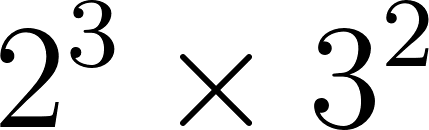 2³ × 3²